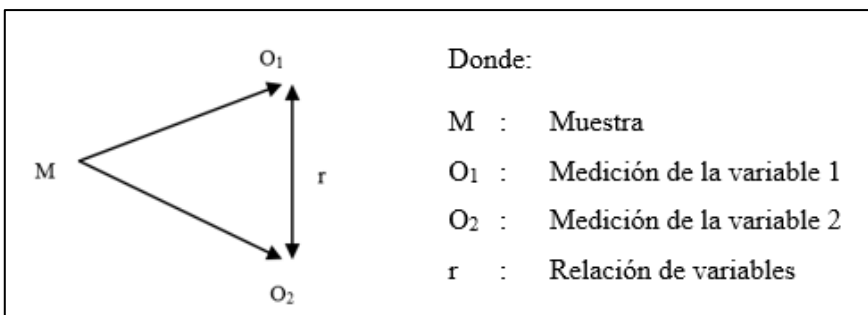 O₁
M
r
O₂
Donde:
M : Muestra
O₁ : Medición de la variable 1
O₂ : Medición de la variable 2
r : Relación de variables